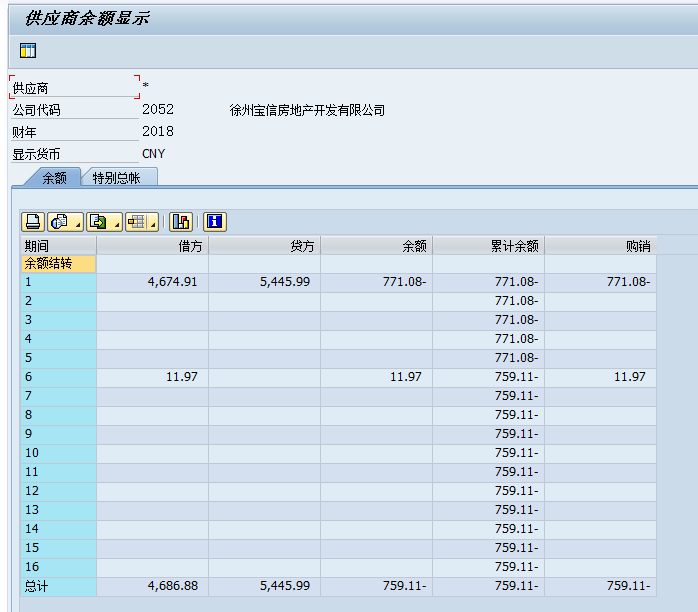 供应商余额显示
供应商 *
公司代码 2052 徐州宝信房地产开发有限公司
财年 2018
显示货币 CNY
余额 特别总帐
期间 借方 贷方 余额 累计余额 购销
余额结转
1 4,674.91 5,445.99 771.08- 771.08- 771.08-
2 771.08-
3 771.08-
4 771.08-
5 771.08-
6 11.97 11.97 759.11- 11.97
7 759.11-
8 759.11-
9 759.11-
10 759.11-
11 759.11-
12 759.11-
13 759.11-
14 759.11-
15 759.11-
16 759.11-
总计 4,686.88 5,445.99 759.11- 759.11- 759.11-